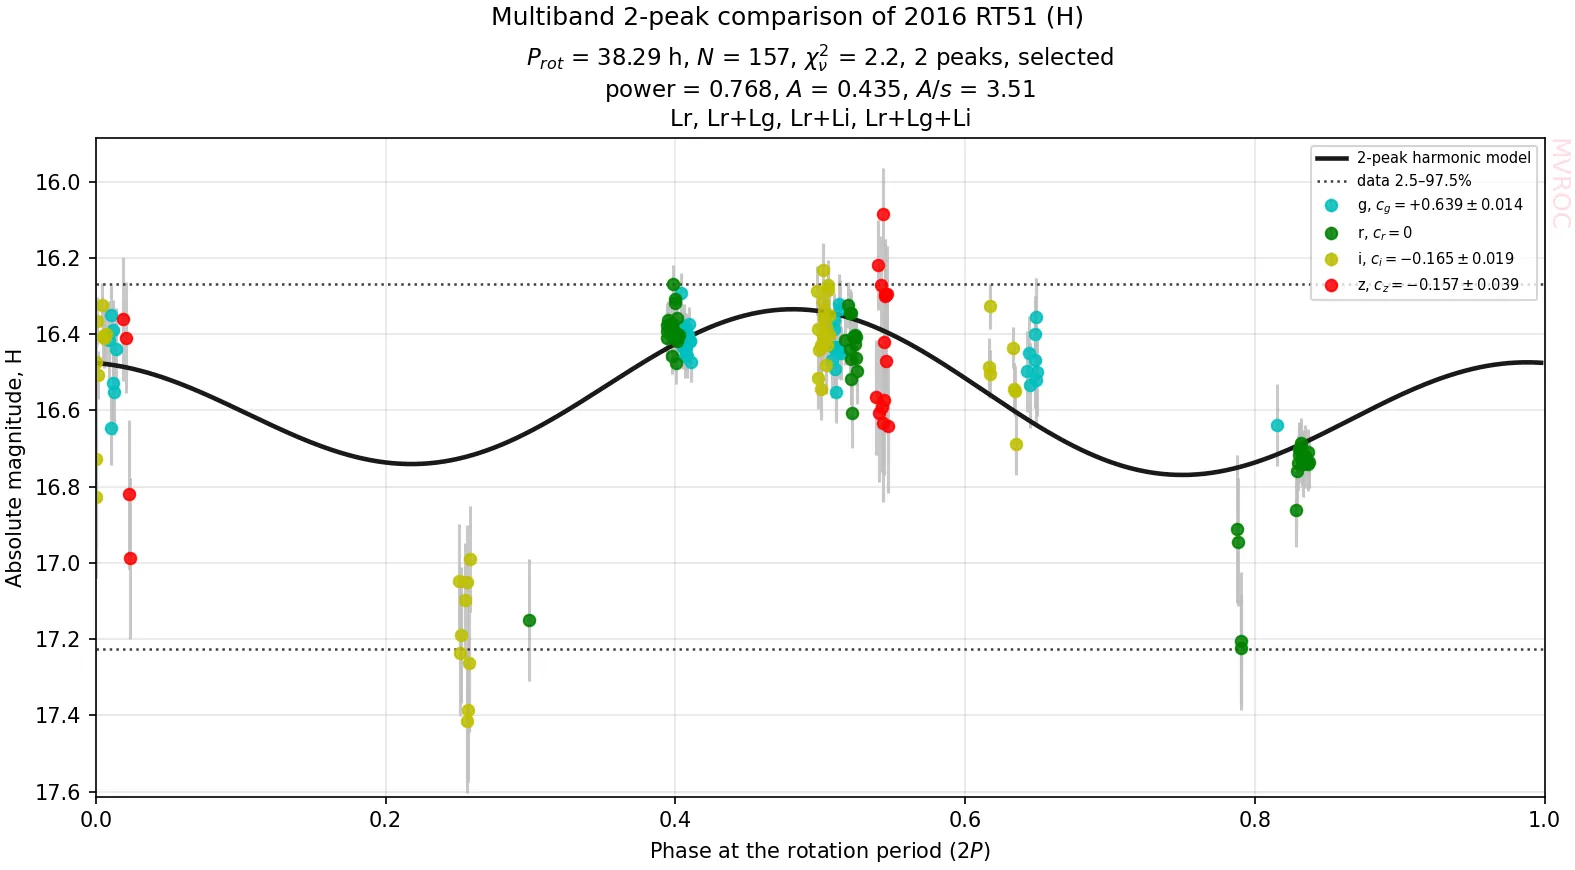 Multiband 2-peak comparison of 2016 RT51 (H)
P_rot = 38.29 h, N = 157, χ²_ν = 2.2, 2 peaks, selected
power = 0.768, A = 0.435, A/s = 3.51
Lr, Lr+Lg, Lr+Li, Lr+Lg+Li
2-peak harmonic model
data 2.5–97.5%
g, c_g = +0.639 ± 0.014
r, c_r = 0
i, c_i = −0.165 ± 0.019
z, c_z = −0.157 ± 0.039
MVROC
Absolute magnitude, H
16.0
16.2
16.4
16.6
16.8
17.0
17.2
17.4
17.6
0.0 0.2 0.4 0.6 0.8 1.0
Phase at the rotation period (2P)